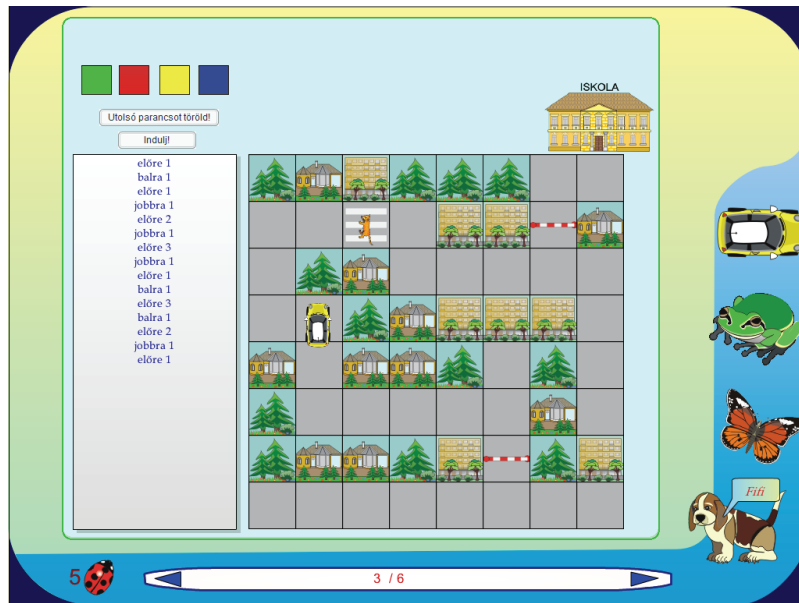 ISKOLA
Utolsó parancsot töröld!
Indulj!
előre 1
balra 1
előre 1
jobbra 1
előre 2
jobbra 1
előre 3
jobbra 1
előre 1
balra 1
előre 3
balra 1
előre 2
jobbra 1
előre 1
Fifi
5
3 / 6